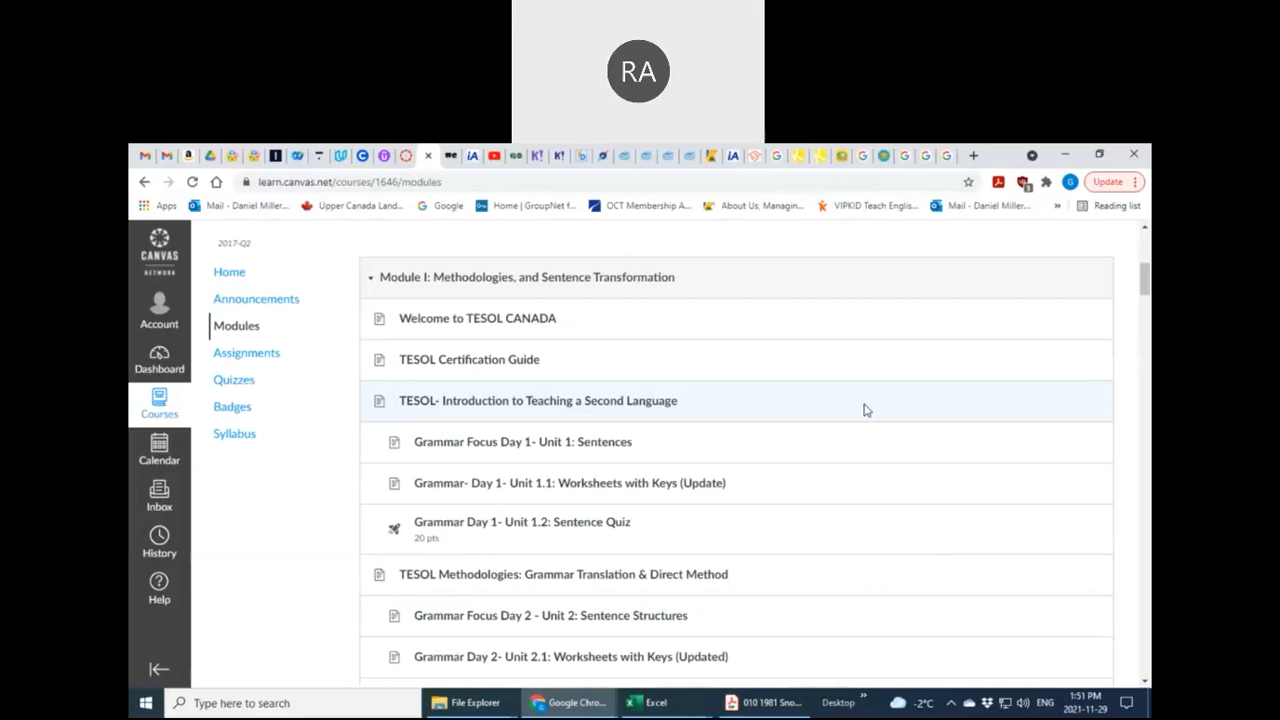 RA
learn.canvas.net/courses/1646/modules
Update
Apps
Mail - Daniel Miller...
Upper Canada Land...
Google
Home | GroupNet f...
OCT Membership A...
About Us, Managin...
VIPKID Teach Englis...
Mail - Daniel Miller...
»
Reading list
CANVAS
NETWORK
Account
Dashboard
Courses
Calendar
Inbox
History
Help
2017-Q2
Home
Announcements
Modules
Assignments
Quizzes
Badges
Syllabus
Module I: Methodologies, and Sentence Transformation
Welcome to TESOL CANADA
TESOL Certification Guide
TESOL- Introduction to Teaching a Second Language
Grammar Focus Day 1- Unit 1: Sentences
Grammar- Day 1- Unit 1.1: Worksheets with Keys (Update)
Grammar Day 1- Unit 1.2: Sentence Quiz
20 pts
TESOL Methodologies: Grammar Translation & Direct Method
Grammar Focus Day 2 - Unit 2: Sentence Structures
Grammar Day 2- Unit 2.1: Worksheets with Keys (Updated)
Type here to search
File Explorer
Google Chro...
Excel
010 1981 Sno...
Desktop
»
-2°C
ENG
1:51 PM
2021-11-29